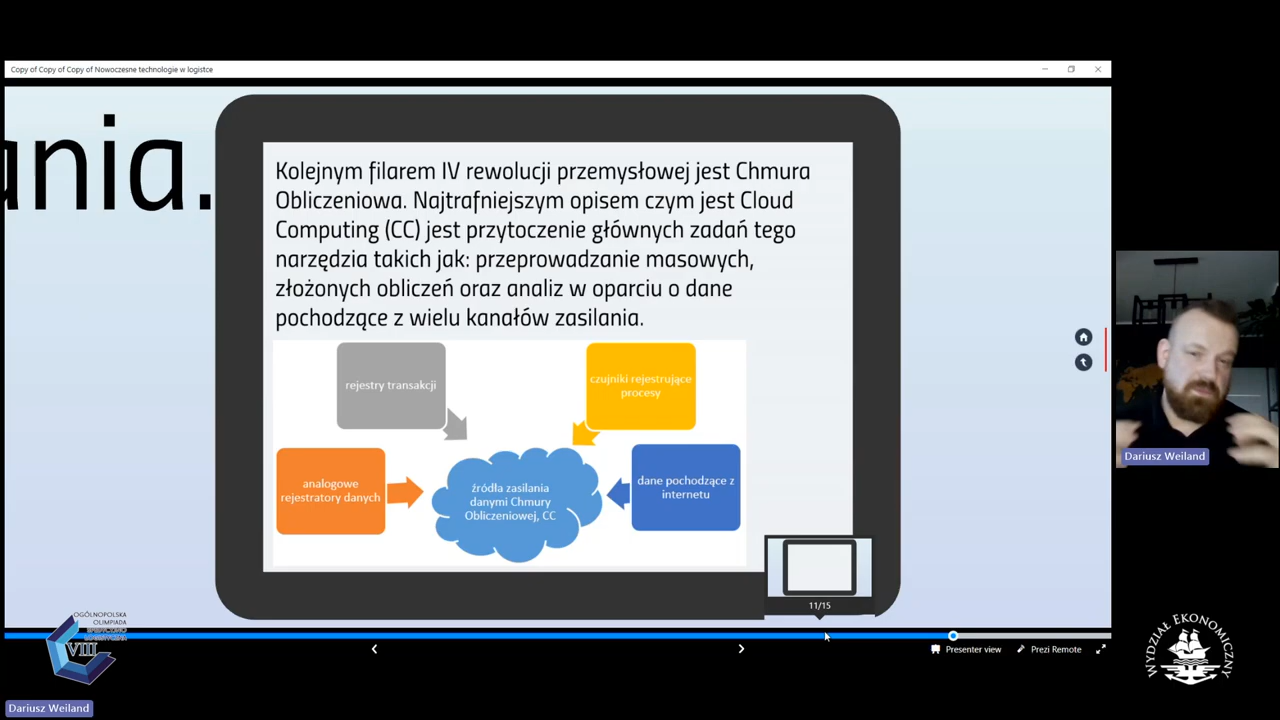 Copy of Copy of Copy of Nowoczesne technologie w logistce
ania.
Kolejnym filarem IV rewolucji przemysłowej jest Chmura
Obliczeniowa. Najtrafniejszym opisem czym jest Cloud
Computing (CC) jest przytoczenie głównych zadań tego
narzędzia takich jak: przeprowadzanie masowych,
złożonych obliczeń oraz analiz w oparciu o dane
pochodzące z wielu kanałów zasilania.
rejestry transakcji
czujniki rejestrujące
procesy
analogowe
rejestratory danych
źródła zasilania
danymi Chmury
Obliczeniowej, CC
dane pochodzące z
internetu
11/15
Presenter view
Prezi Remote
Dariusz Weiland
OGÓLNOPOLSKA
OLIMPIADA
LOGISTYCZNA
VIII
WYDZIAŁ EKONOMICZNY
Dariusz Weiland